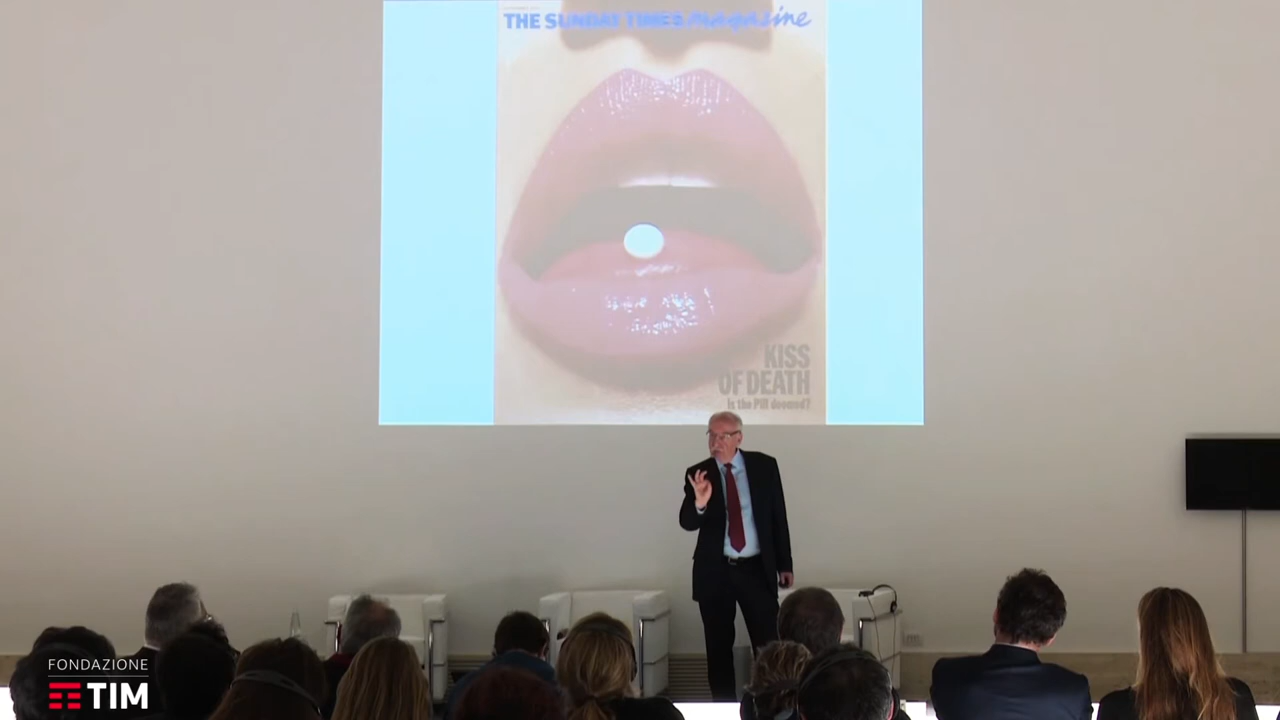 THE SUNDAY TIMES magazine
KISS
OF DEATH
Is the Pill doomed?
FONDAZIONE
TIM